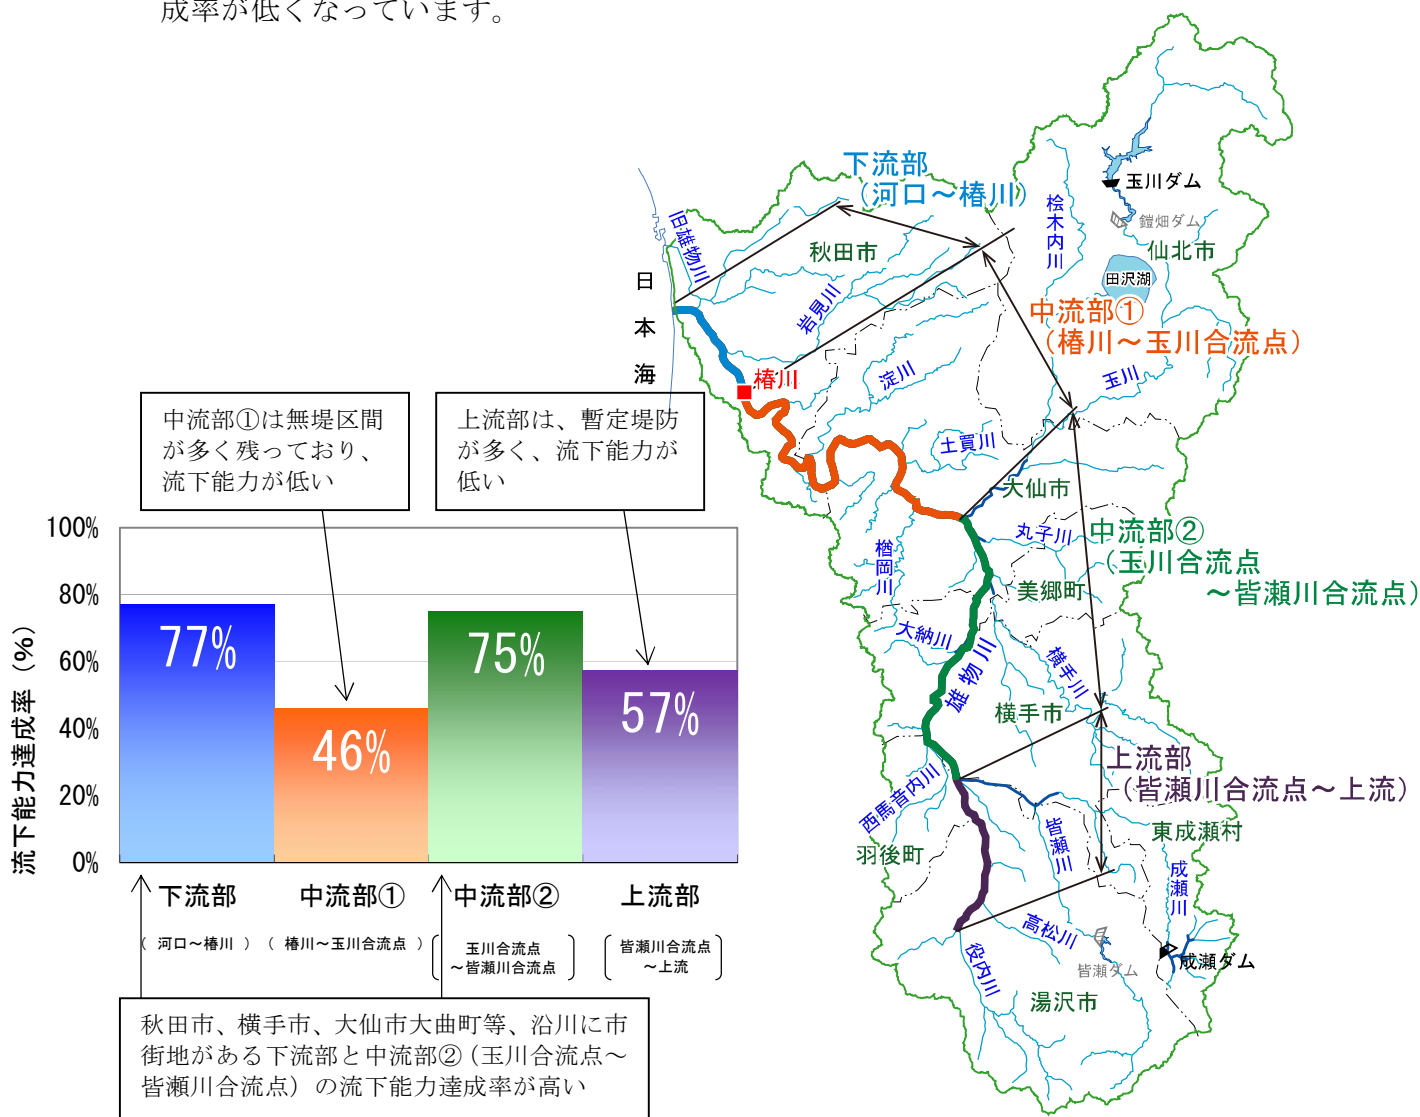 成率が低くなっています。
下流部
（河口～椿川）
旧雄物川
秋田市
日
本
海
岩見川
桧木内川
玉川ダム
鎧畑ダム
仙北市
田沢湖
中流部①
（椿川～玉川合流点）
椿川
淀川
玉川
土買川
大仙市
中流部①は無堤区間
が多く残っており、
流下能力が低い
上流部は、暫定堤防
が多く、流下能力が
低い
丸子川
中流部②
（玉川合流点
～皆瀬川合流点）
楢岡川
美郷町
大納川
雄物川
横手川
横手市
上流部
（皆瀬川合流点～上流）
西馬音内川
羽後町
皆瀬川
東成瀬村
成瀬川
高松川
役内川
皆瀬ダム
成瀬ダム
湯沢市
流下能力達成率（%）
100%
80%
60%
40%
20%
0%
77%
46%
75%
57%
下流部
中流部①
中流部②
上流部
（ 河口～椿川 ）
（ 椿川～玉川合流点 ）
玉川合流点
～皆瀬川合流点
皆瀬川合流点
～上流
秋田市、横手市、大仙市大曲町等、沿川に市
街地がある下流部と中流部②（玉川合流点～
皆瀬川合流点）の流下能力達成率が高い